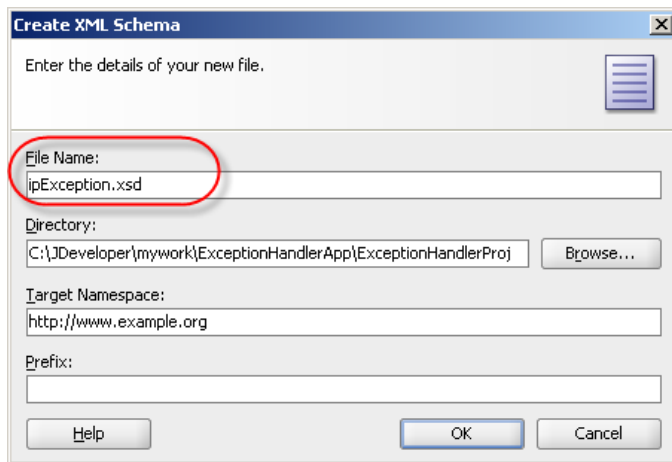 Create XML Schema
Enter the details of your new file.
File Name:
ipException.xsd
Directory:
C:\JDeveloper\mywork\ExceptionHandlerApp\ExceptionHandlerProj
Browse...
Target Namespace:
http://www.example.org
Prefix:
Help
OK
Cancel